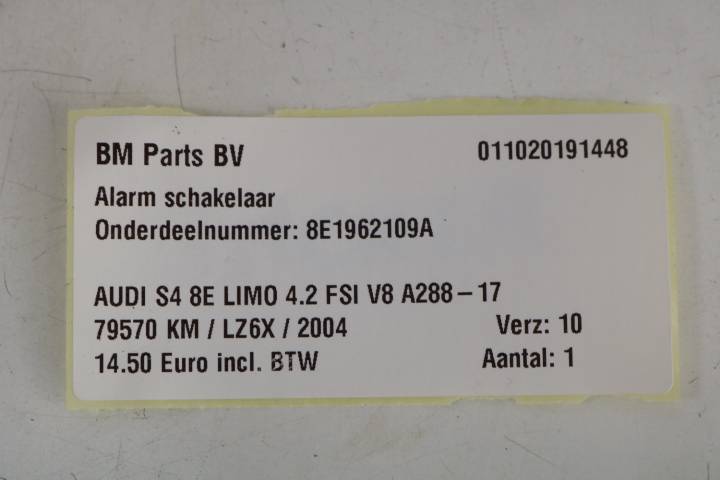 BM Parts BV 011020191448
Alarm schakelaar
Onderdeelnummer: 8E1962109A
AUDI S4 8E LIMO 4.2 FSI V8 A288-17
79570 KM / LZ6X / 2004 Verz: 10
14.50 Euro incl. BTW Aantal: 1